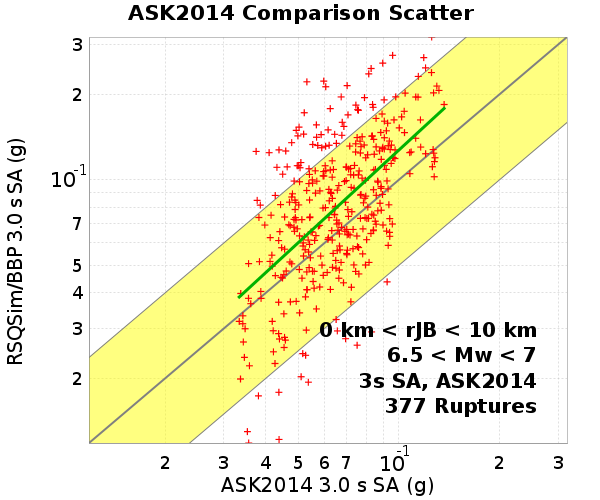 ASK2014 Comparison Scatter
RSQSim/BBP 3.0 s SA (g)
3
2
10⁻¹
7
5
4
3
2
0 km < rJB < 10 km
6.5 < Mw < 7
3s SA, ASK2014
377 Ruptures
2 3 4 5 6 7 10⁻¹ 2 3
ASK2014 3.0 s SA (g)